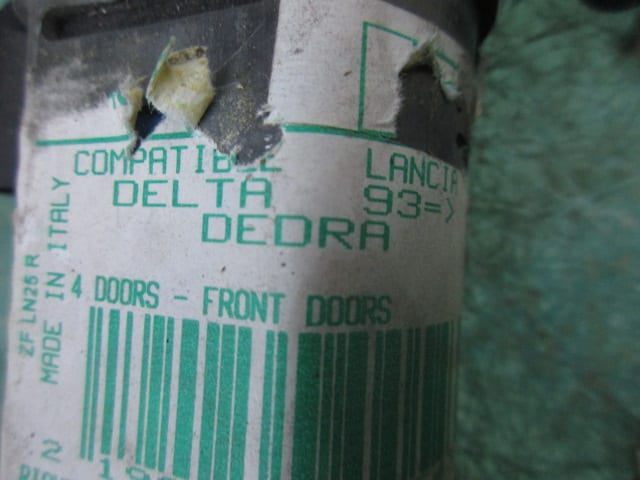 COMPATIBLE LANCIA
DELTA 93=>
DEDRA
4 DOORS - FRONT DOORS
ZF LN25 R
MADE IN ITALY